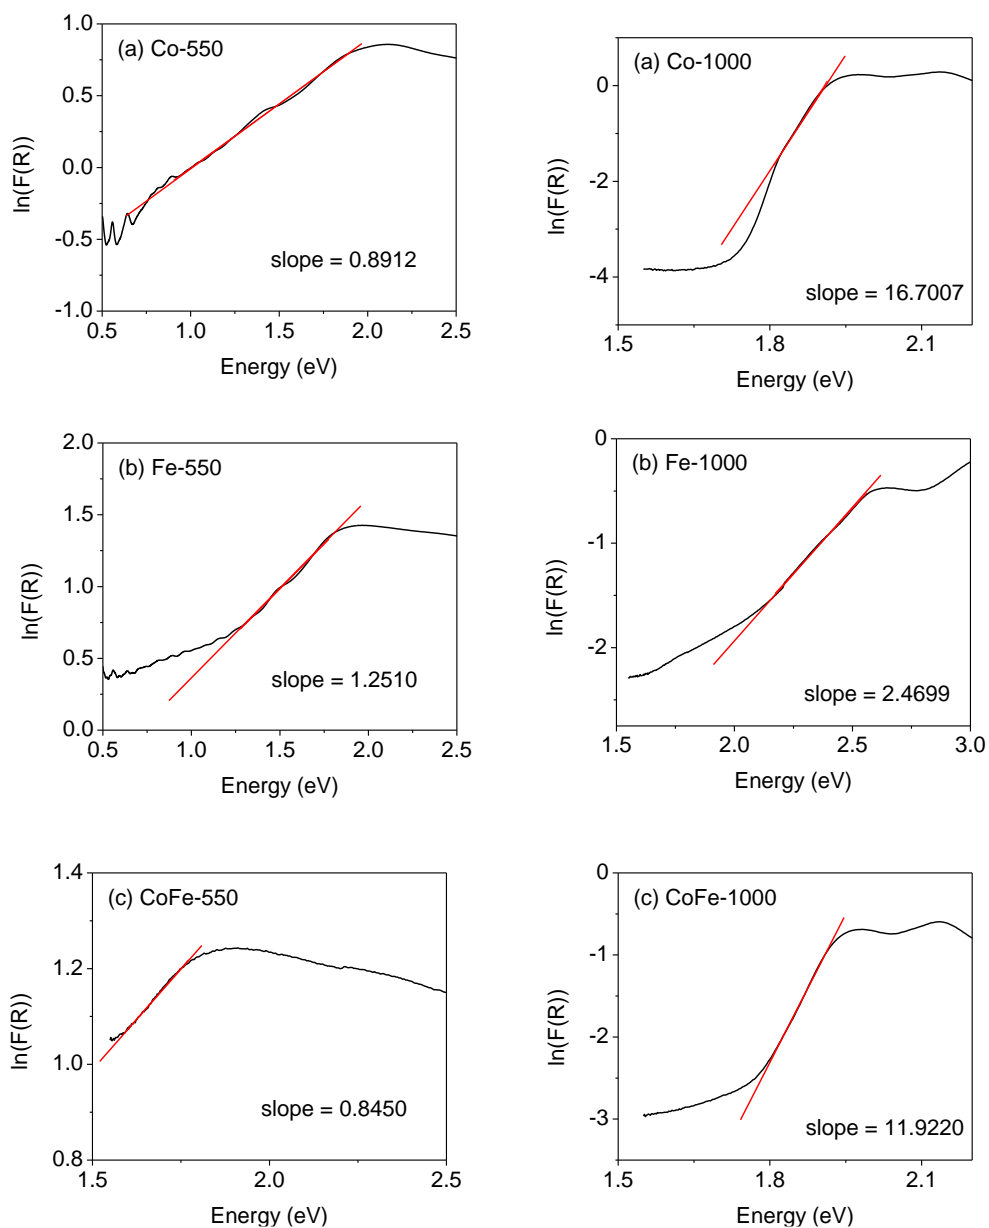 (a) Co-550
ln(F(R))
1.0
0.5
0.0
-0.5
-1.0
slope = 0.8912
0.5 1.0 1.5 2.0 2.5
Energy (eV)
(a) Co-1000
ln(F(R))
0
-2
-4
slope = 16.7007
1.5 1.8 2.1
Energy (eV)
(b) Fe-550
ln(F(R))
2.0
1.5
1.0
0.5
0.0
slope = 1.2510
0.5 1.0 1.5 2.0 2.5
Energy (eV)
(b) Fe-1000
ln(F(R))
0
-1
-2
slope = 2.4699
1.5 2.0 2.5 3.0
Energy (eV)
(c) CoFe-550
ln(F(R))
1.4
1.2
1.0
0.8
slope = 0.8450
1.5 2.0 2.5
Energy (eV)
(c) CoFe-1000
ln(F(R))
0
-1
-2
-3
slope = 11.9220
1.5 1.8 2.1
Energy (eV)